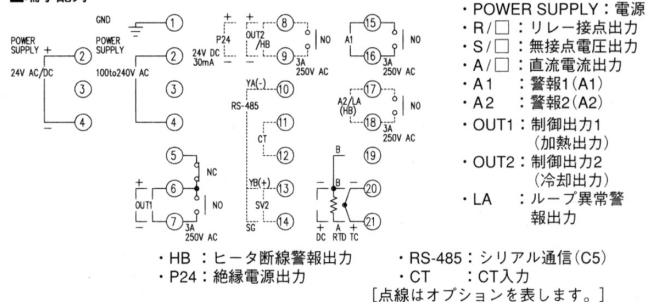 GND
①
POWER
SUPPLY
+
②
24V AC/DC
③
−
④
POWER
SUPPLY
②
100to240V AC
③
④
⑤
NC
+
⑥
OUT1
NO
−
⑦
3A
250V AC
+
P24
−
24V DC
30mA
+
OUT2
/HB
−
⑧
NO
⑨
3A
250V AC
YA(-)
⑩
RS-485
⑪
CT
⑫
YB(+)
+
⑬
SV2
−
⑭
SG
⑮
A1
NO
⑯
3A
250V AC
⑰
A2/LA
(HB)
NO
⑱
3A
250V AC
B
⑲
−
B
−
⑳
㉑
+
A
+
DC RTD TC
・POWER SUPPLY：電源
・R/□：リレー接点出力
・S/□：無接点電圧出力
・A/□：直流電流出力
・A1 ：警報1(A1)
・A2 ：警報2(A2)
・OUT1：制御出力1
(加熱出力)
・OUT2：制御出力2
(冷却出力)
・LA ：ループ異常警
報出力
・HB ：ヒータ断線警報出力
・RS-485：シリアル通信(C5)
・P24：絶縁電源出力
・CT ：CT入力
[点線はオプションを表します。]